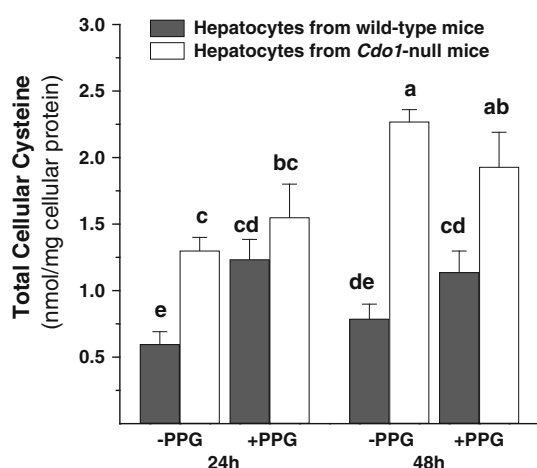 3.0
Hepatocytes from wild-type mice
Hepatocytes from Cdo1-null mice
2.5
2.0
1.5
1.0
0.5
Total Cellular Cysteine
(nmol/mg cellular protein)
e
c
cd
bc
de
a
cd
ab
-PPG +PPG -PPG +PPG
24h 48h